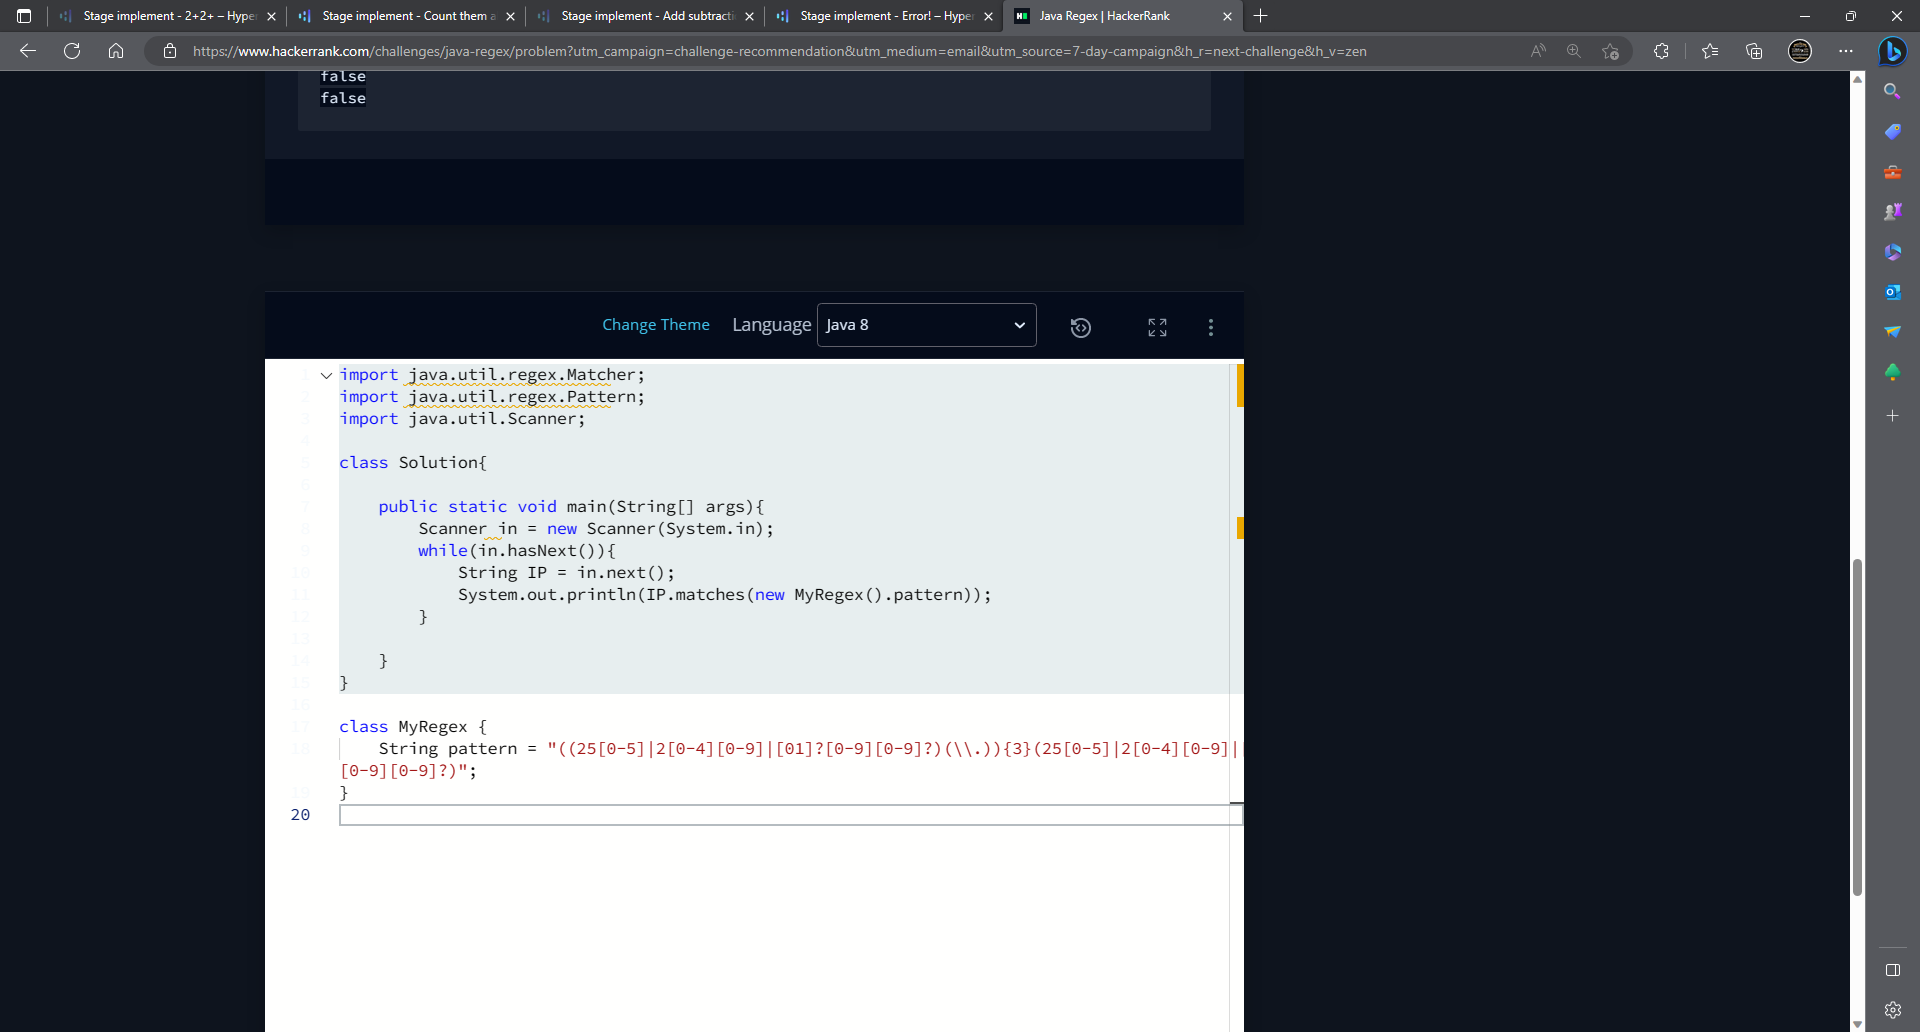 Stage implement - 2+2+ – Hype
Stage implement - Count them a
Stage implement - Add subtracti
Stage implement - Error! – Hype
Java Regex | HackerRank
https://www.hackerrank.com/challenges/java-regex/problem?utm_campaign=challenge-recommendation&utm_medium=email&utm_source=7-day-campaign&h_r=next-challenge&h_v=zen
false
false
Change Theme Language Java 8
1 import java.util.regex.Matcher;
2 import java.util.regex.Pattern;
3 import java.util.Scanner;
4
5 class Solution{
6
7 public static void main(String[] args){
8 Scanner in = new Scanner(System.in);
9 while(in.hasNext()){
10 String IP = in.next();
11 System.out.println(IP.matches(new MyRegex().pattern));
12 }
13
14 }
15 }
16
17 class MyRegex {
18 String pattern = "((25[0-5]|2[0-4][0-9]|[01]?[0-9][0-9]?)(\\.)){3}(25[0-5]|2[0-4][0-9]|
[0-9][0-9]?)";
19 }
20